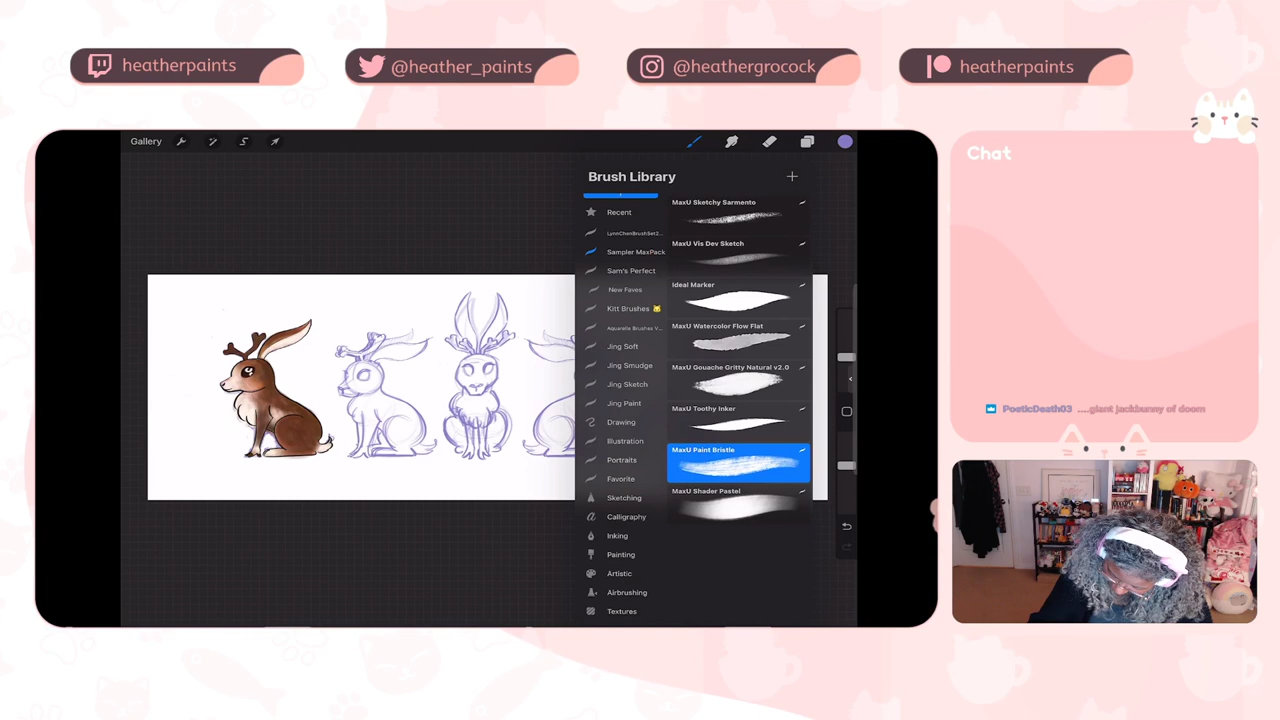 heatherpaints
@heather_paints
@heathergrocock
heatherpaints
Gallery
Chat
Brush Library
Recent
LynnChenBrushSet2...
Sampler MaxPack
Sam's Perfect
New Faves
Kitt Brushes 🐱
Aquarelle Brushes V...
Jing Soft
Jing Smudge
Jing Sketch
Jing Paint
Drawing
Illustration
Portraits
Favorite
Sketching
Calligraphy
Inking
Painting
Artistic
Airbrushing
Textures
MaxU Sketchy Sarmento
MaxU Vis Dev Sketch
Ideal Marker
MaxU Watercolor Flow Flat
MaxU Gouache Gritty Natural v2.0
MaxU Toothy Inker
MaxU Paint Bristle
MaxU Shader Pastel
PoeticDeath03 ....giant jackbunny of doom